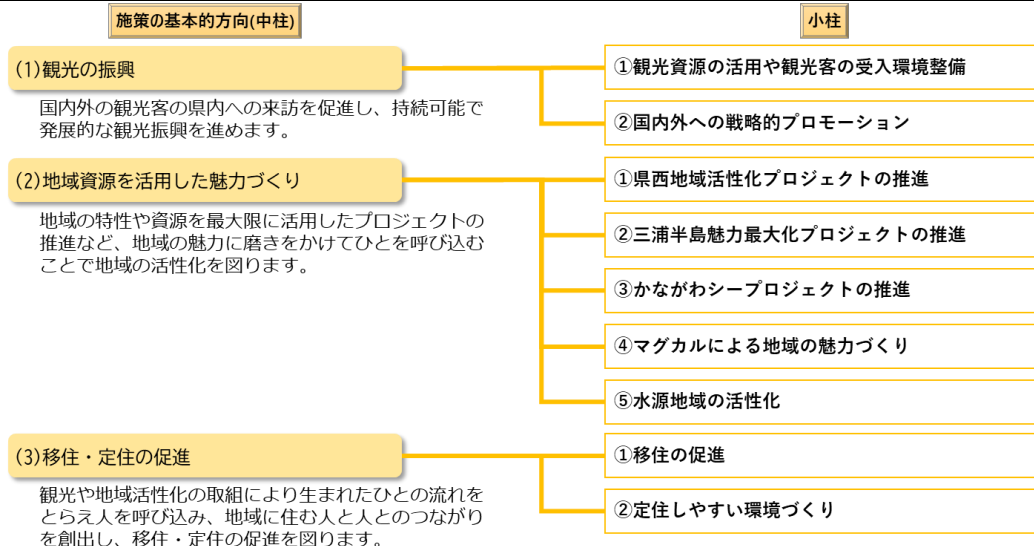 施策の基本的方向(中柱)
小柱
(1)観光の振興
国内外の観光客の県内への来訪を促進し、持続可能で
発展的な観光振興を進めます。
①観光資源の活用や観光客の受入環境整備
②国内外への戦略的プロモーション
(2)地域資源を活用した魅力づくり
地域の特性や資源を最大限に活用したプロジェクトの
推進など、地域の魅力に磨きをかけてひとを呼び込む
ことで地域の活性化を図ります。
①県西地域活性化プロジェクトの推進
②三浦半島魅力最大化プロジェクトの推進
③かながわシープロジェクトの推進
④マグカルによる地域の魅力づくり
⑤水源地域の活性化
(3)移住・定住の促進
観光や地域活性化の取組により生まれたひとの流れを
とらえ人を呼び込み、地域に住む人と人とのつながり
を創出し、移住・定住の促進を図ります。
①移住の促進
②定住しやすい環境づくり